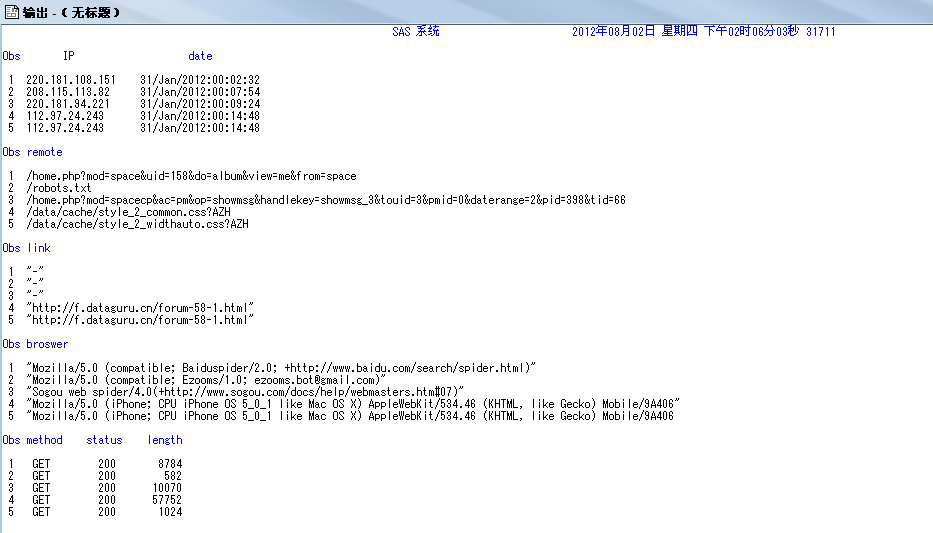 输出 - (无标题)
SAS 系统 2012年08月02日 星期四 下午02时06分03秒 31711
Obs IP date
1 220.181.108.151 31/Jan/2012:00:02:32
2 208.115.113.82 31/Jan/2012:00:07:54
3 220.181.94.221 31/Jan/2012:00:09:24
4 112.97.24.243 31/Jan/2012:00:14:48
5 112.97.24.243 31/Jan/2012:00:14:48
Obs remote
1 /home.php?mod=space&uid=158&do=album&view=me&from=space
2 /robots.txt
3 /home.php?mod=spacecp&ac=pm&op=showmsg&handlekey=showmsg_3&touid=3&pmid=0&daterange=2&pid=398&tid=66
4 /data/cache/style_2_common.css?AZH
5 /data/cache/style_2_widthauto.css?AZH
Obs link
1 "-"
2 "-"
3 "-"
4 "http://f.dataguru.cn/forum-58-1.html"
5 "http://f.dataguru.cn/forum-58-1.html"
Obs broswer
1 "Mozilla/5.0 (compatible; Baiduspider/2.0; +http://www.baidu.com/search/spider.html)"
2 "Mozilla/5.0 (compatible; Ezooms/1.0; ezooms.bot@gmail.com)"
3 "Sogou web spider/4.0(+http://www.sogou.com/docs/help/webmasters.htm#07)"
4 "Mozilla/5.0 (iPhone; CPU iPhone OS 5_0_1 like Mac OS X) AppleWebKit/534.46 (KHTML, like Gecko) Mobile/9A406"
5 "Mozilla/5.0 (iPhone; CPU iPhone OS 5_0_1 like Mac OS X) AppleWebKit/534.46 (KHTML, like Gecko) Mobile/9A406
Obs method status length
1 GET 200 8784
2 GET 200 582
3 GET 200 10070
4 GET 200 57752
5 GET 200 1024